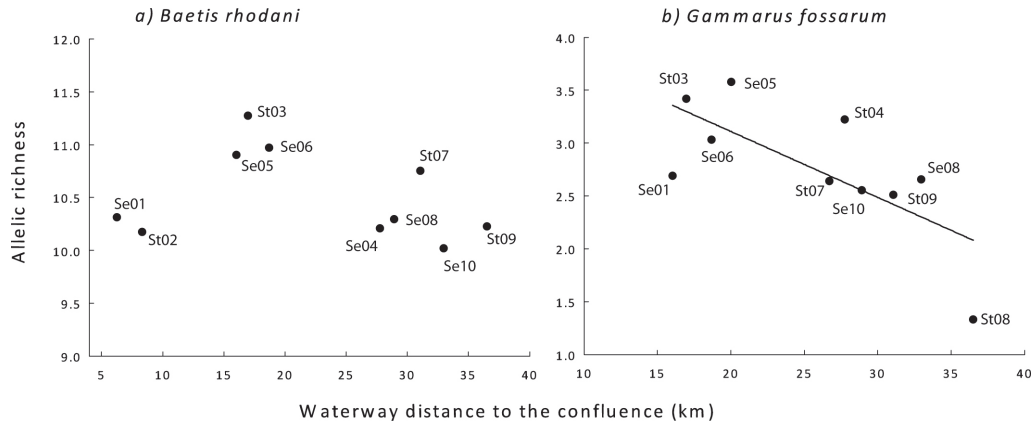 a) Baetis rhodani
b) Gammarus fossarum
Allelic richness
12.0
11.5
11.0
10.5
10.0
9.5
9.0
5 10 15 20 25 30 35 40
Se01
St02
St03
Se05
Se06
Se04
Se08
St07
Se10
St09
4.0
3.5
3.0
2.5
2.0
1.5
1.0
10 15 20 25 30 35 40
St03
Se05
St04
Se06
Se01
St07
Se10
St09
Se08
St08
Waterway distance to the confluence (km)